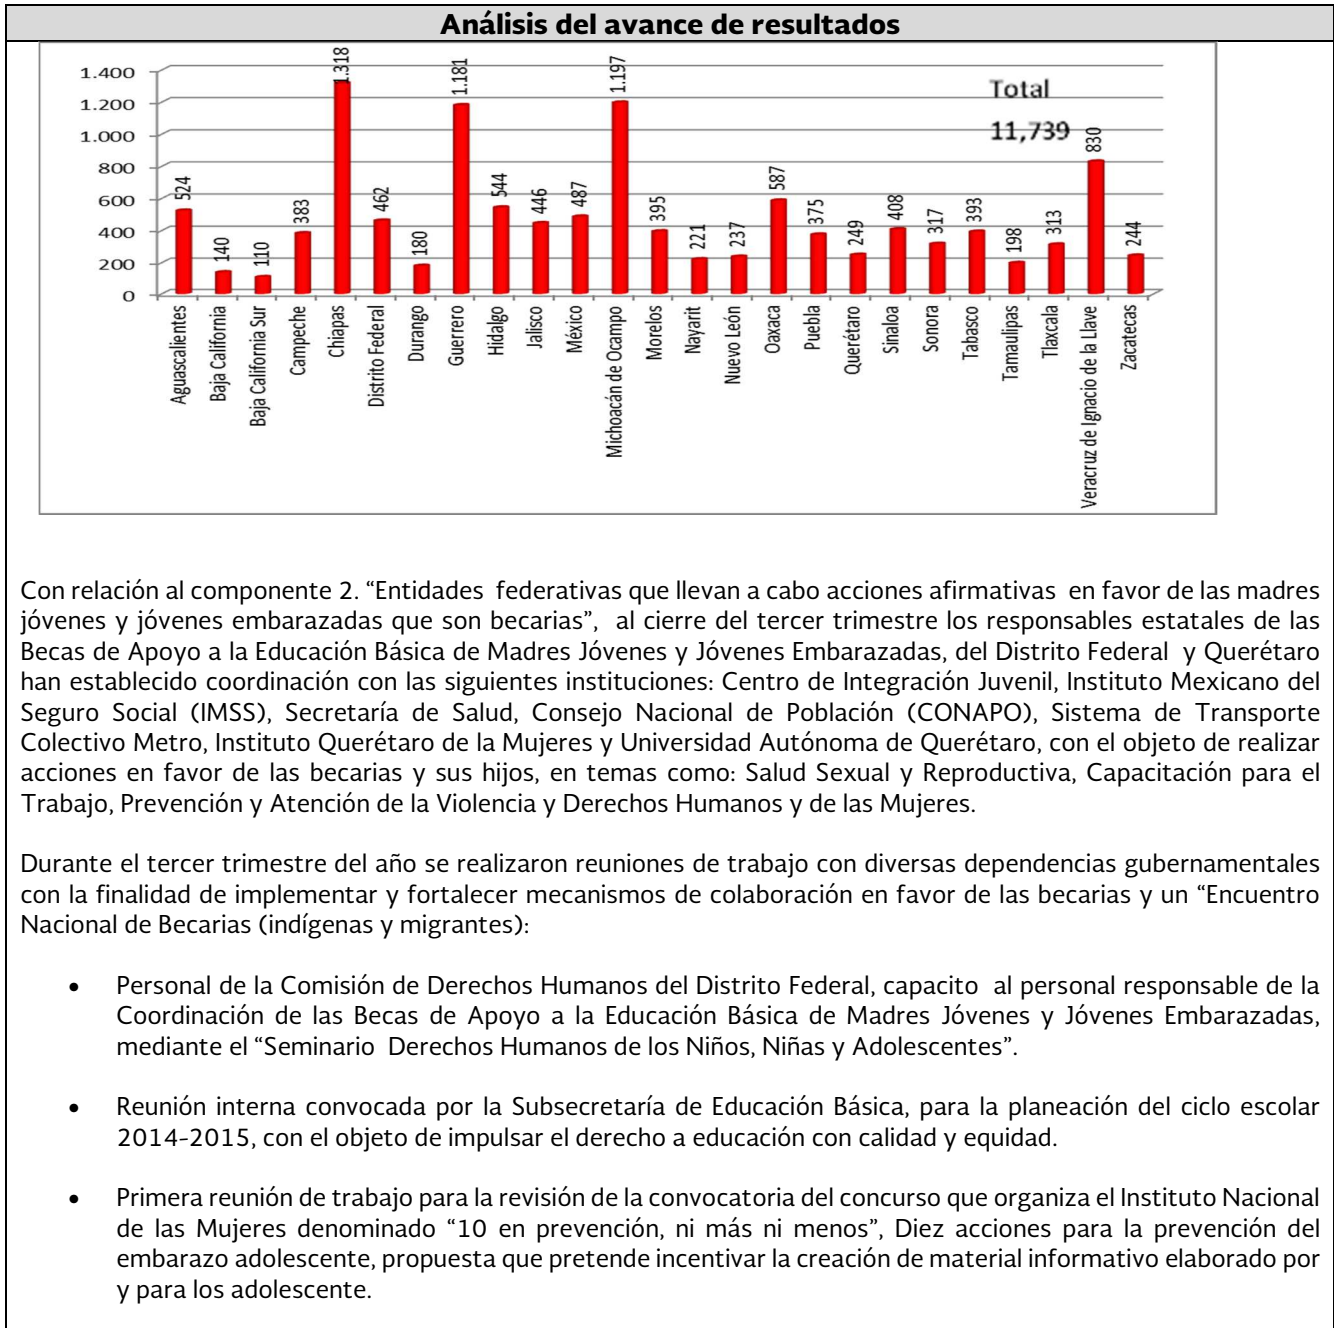 Análisis del avance de resultados
1.400
1.200
1.000
800
600
400
200
0
524
140
110
383
1.318
462
180
1.181
544
446
487
1.197
395
221
237
587
375
249
408
317
393
198
313
830
244
Total
11,739
Aguascalientes
Baja California
Baja California Sur
Campeche
Chiapas
Distrito Federal
Durango
Guerrero
Hidalgo
Jalisco
México
Michoacán de Ocampo
Morelos
Nayarit
Nuevo León
Oaxaca
Puebla
Querétaro
Sinaloa
Sonora
Tabasco
Tamaulipas
Tlaxcala
Veracruz de Ignacio de la Llave
Zacatecas
Con relación al componente 2. “Entidades federativas que llevan a cabo acciones afirmativas en favor de las madres
jóvenes y jóvenes embarazadas que son becarias”, al cierre del tercer trimestre los responsables estatales de las
Becas de Apoyo a la Educación Básica de Madres Jóvenes y Jóvenes Embarazadas, del Distrito Federal y Querétaro
han establecido coordinación con las siguientes instituciones: Centro de Integración Juvenil, Instituto Mexicano del
Seguro Social (IMSS), Secretaría de Salud, Consejo Nacional de Población (CONAPO), Sistema de Transporte
Colectivo Metro, Instituto Querétaro de la Mujeres y Universidad Autónoma de Querétaro, con el objeto de realizar
acciones en favor de las becarias y sus hijos, en temas como: Salud Sexual y Reproductiva, Capacitación para el
Trabajo, Prevención y Atención de la Violencia y Derechos Humanos y de las Mujeres.
Durante el tercer trimestre del año se realizaron reuniones de trabajo con diversas dependencias gubernamentales
con la finalidad de implementar y fortalecer mecanismos de colaboración en favor de las becarias y un “Encuentro
Nacional de Becarias (indígenas y migrantes):
• Personal de la Comisión de Derechos Humanos del Distrito Federal, capacito al personal responsable de la
Coordinación de las Becas de Apoyo a la Educación Básica de Madres Jóvenes y Jóvenes Embarazadas,
mediante el “Seminario Derechos Humanos de los Niños, Niñas y Adolescentes”.
• Reunión interna convocada por la Subsecretaría de Educación Básica, para la planeación del ciclo escolar
2014-2015, con el objeto de impulsar el derecho a educación con calidad y equidad.
• Primera reunión de trabajo para la revisión de la convocatoria del concurso que organiza el Instituto Nacional
de las Mujeres denominado “10 en prevención, ni más ni menos”, Diez acciones para la prevención del
embarazo adolescente, propuesta que pretende incentivar la creación de material informativo elaborado por
y para los adolescente.